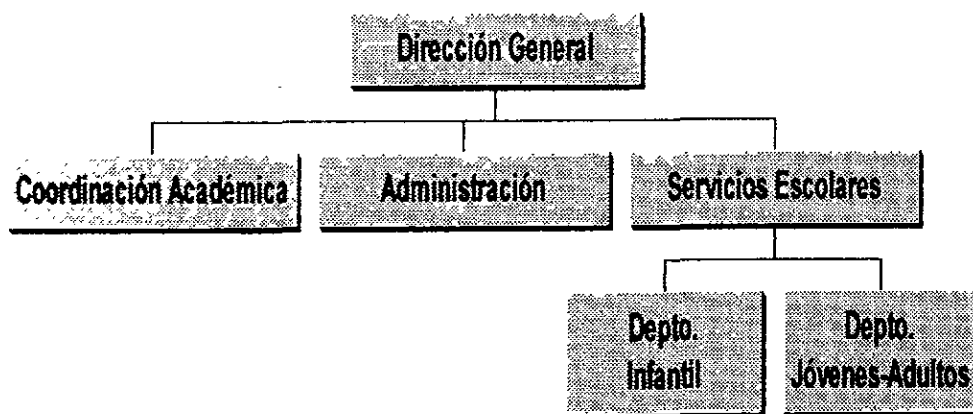 Dirección General
Coordinación Académica
Administración
Servicios Escolares
Depto.
Infantil
Depto.
Jóvenes-Adultos